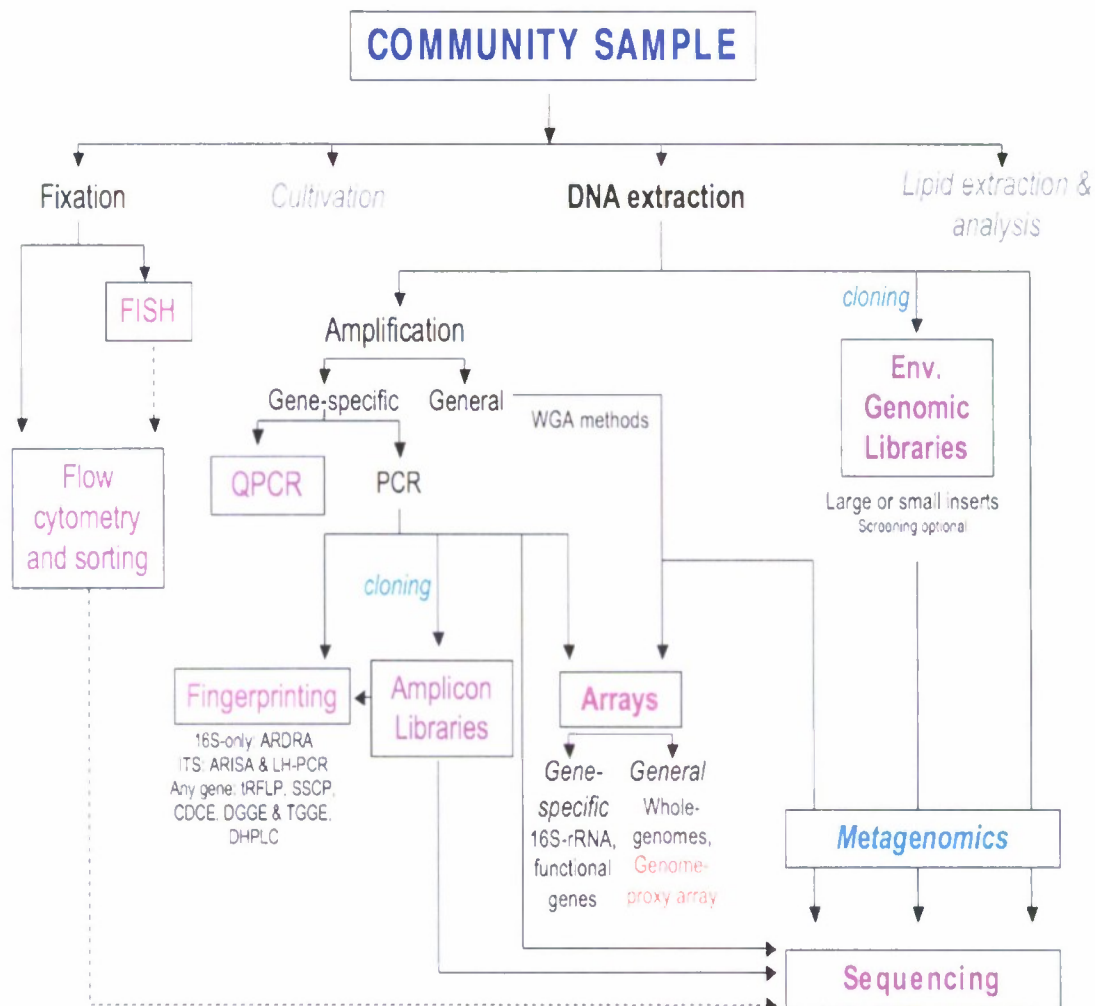 COMMUNITY SAMPLE
Fixation
Cultivation
DNA extraction
Lipid extraction &
analysis
FISH
cloning
Amplification
Env.
Genomic
Libraries
Gene-specific
General
WGA methods
Flow
cytometry
and sorting
QPCR
PCR
Large or small inserts
Screening optional
cloning
Fingerprinting
Amplicon
Libraries
Arrays
16S-only: ARDRA
ITS: ARISA & LH-PCR
Any gene: tRFLP, SSCP,
CDCE, DGGE & TGGE,
DHPLC
Gene-
specific
16S-rRNA,
functional
genes
General
Whole-
genomes,
Genome-
proxy array
Metagenomics
Sequencing